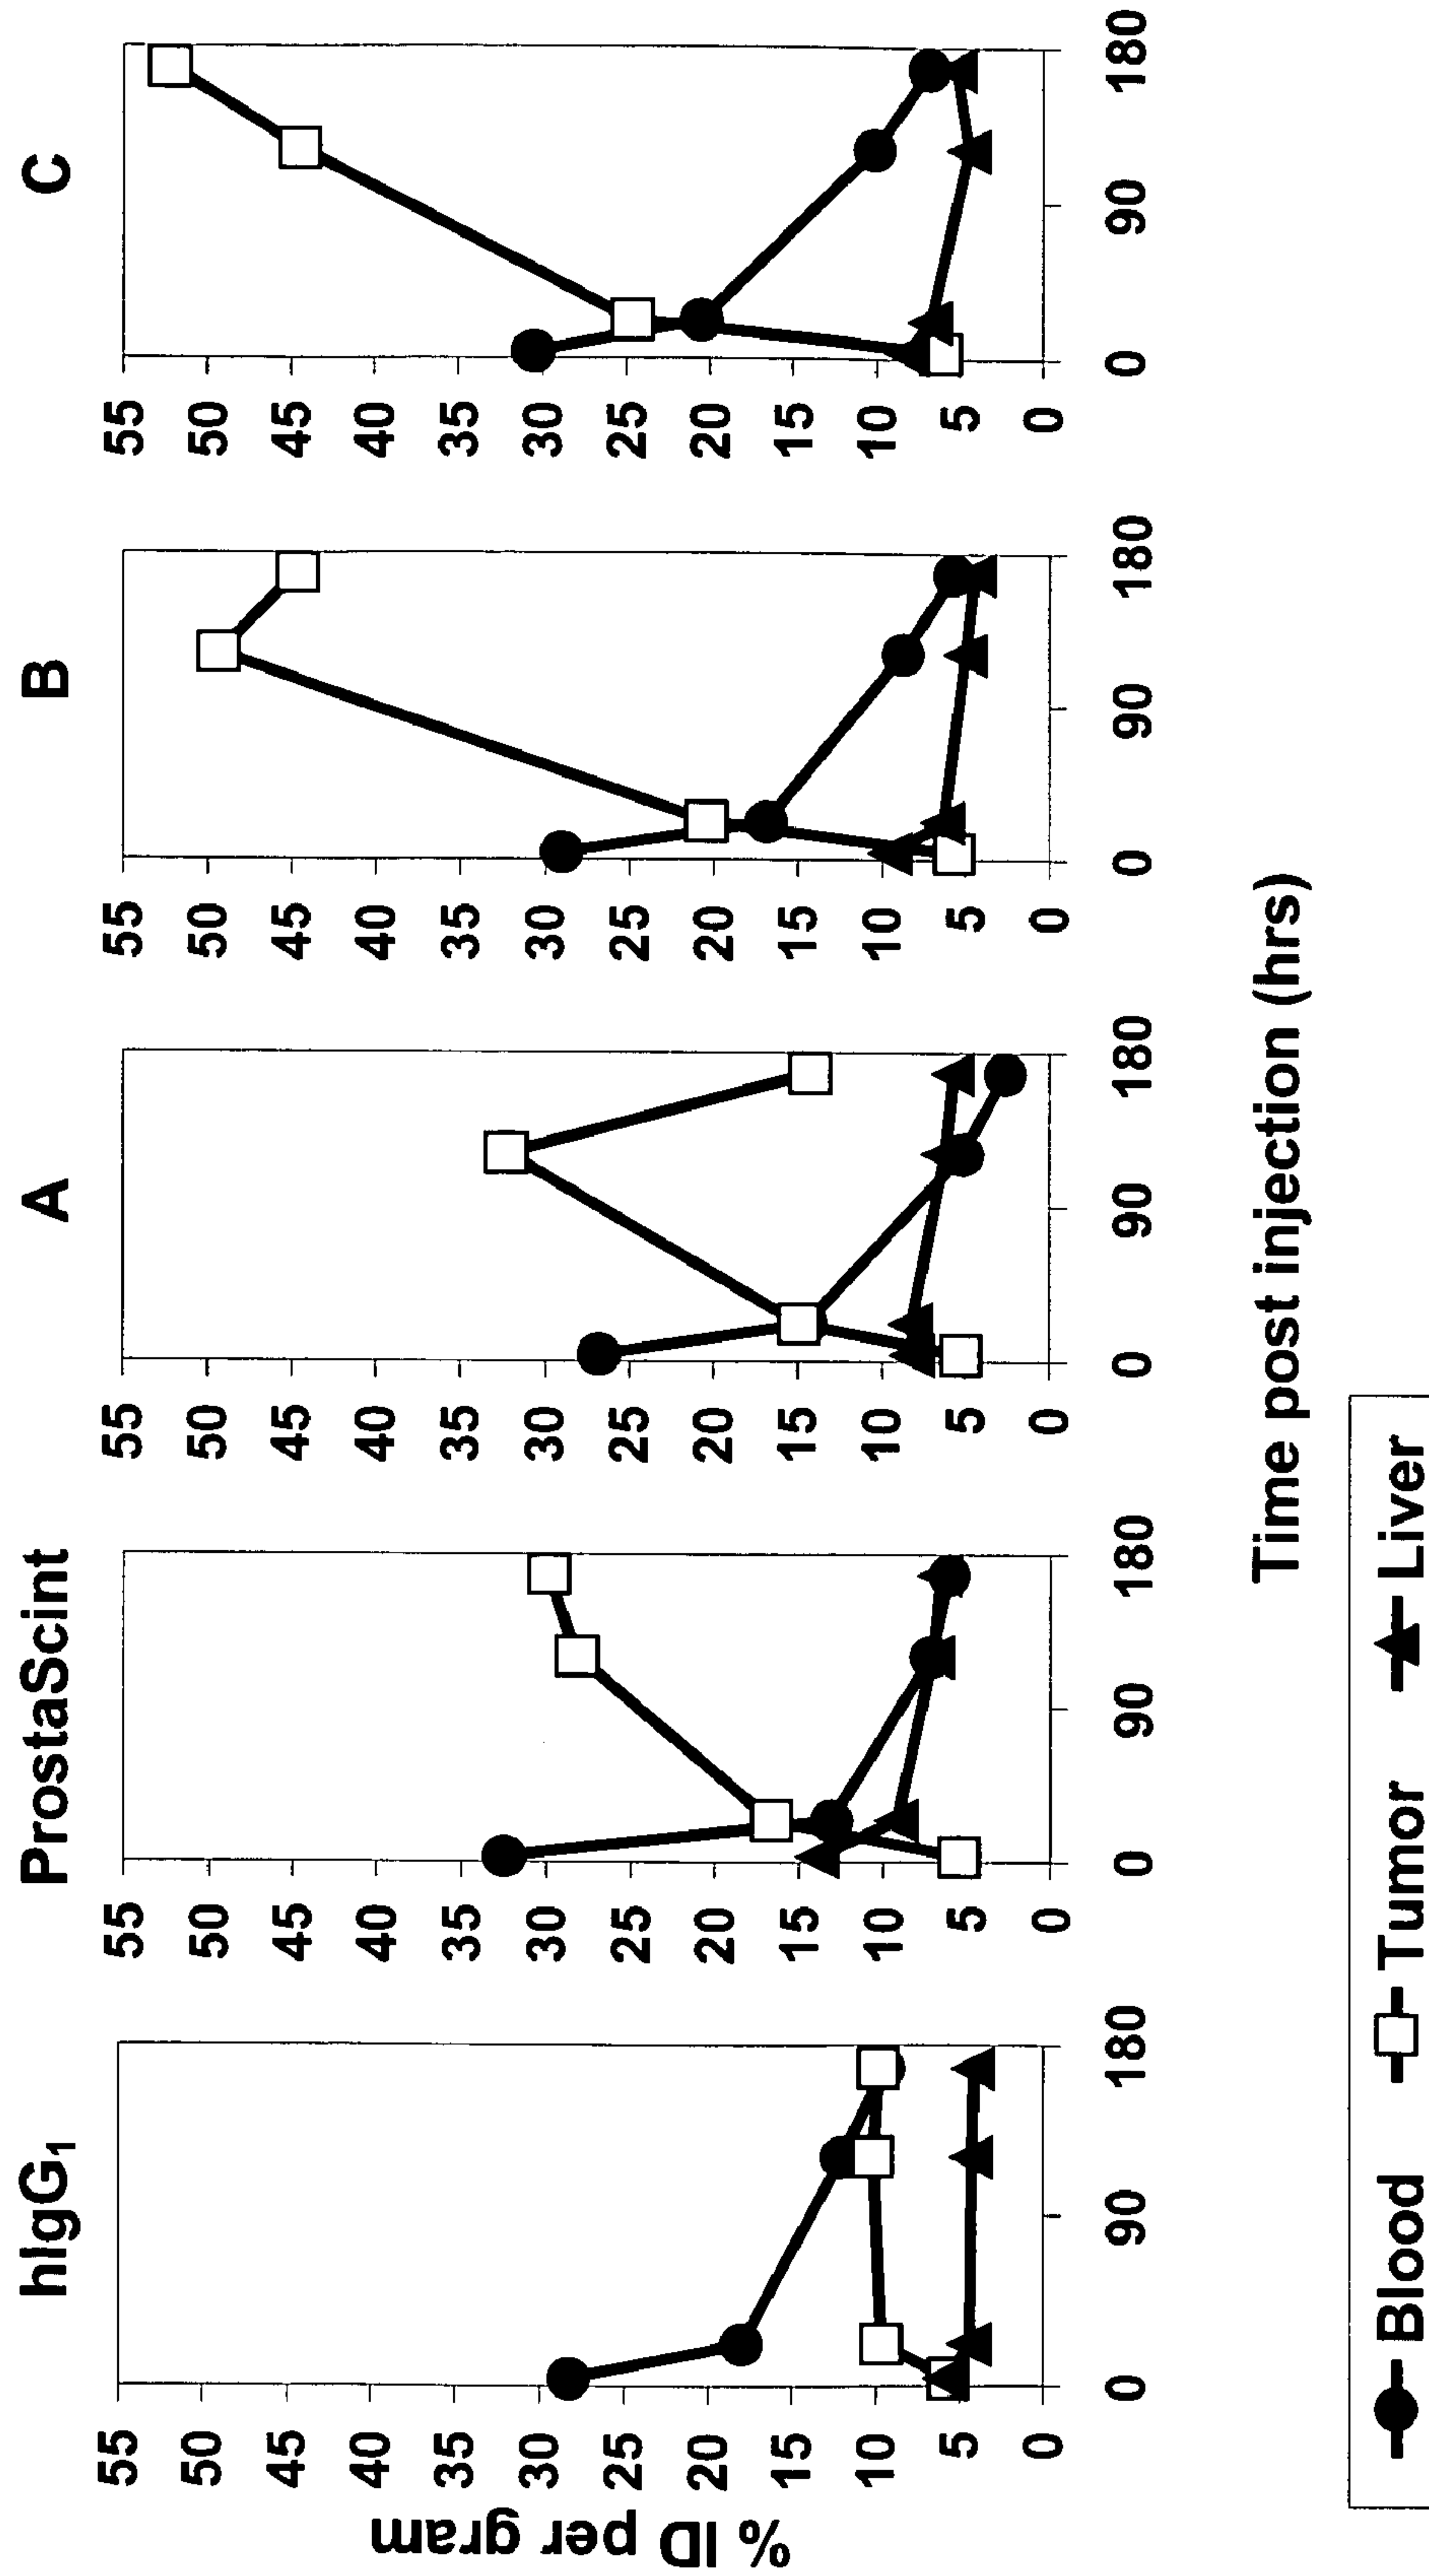 hIgG1 ProstaScint A B C
% ID per gram
55 55 55 55 55
50 50 50 50 50
45 45 45 45 45
40 40 40 40 40
35 35 35 35 35
30 30 30 30 30
25 25 25 25 25
20 20 20 20 20
15 15 15 15 15
10 10 10 10 10
5 5 5 5 5
0 0 0 0 0
0 90 180 0 90 180 0 90 180 0 90 180 0 90 180
Time post injection (hrs)
Blood Tumor Liver